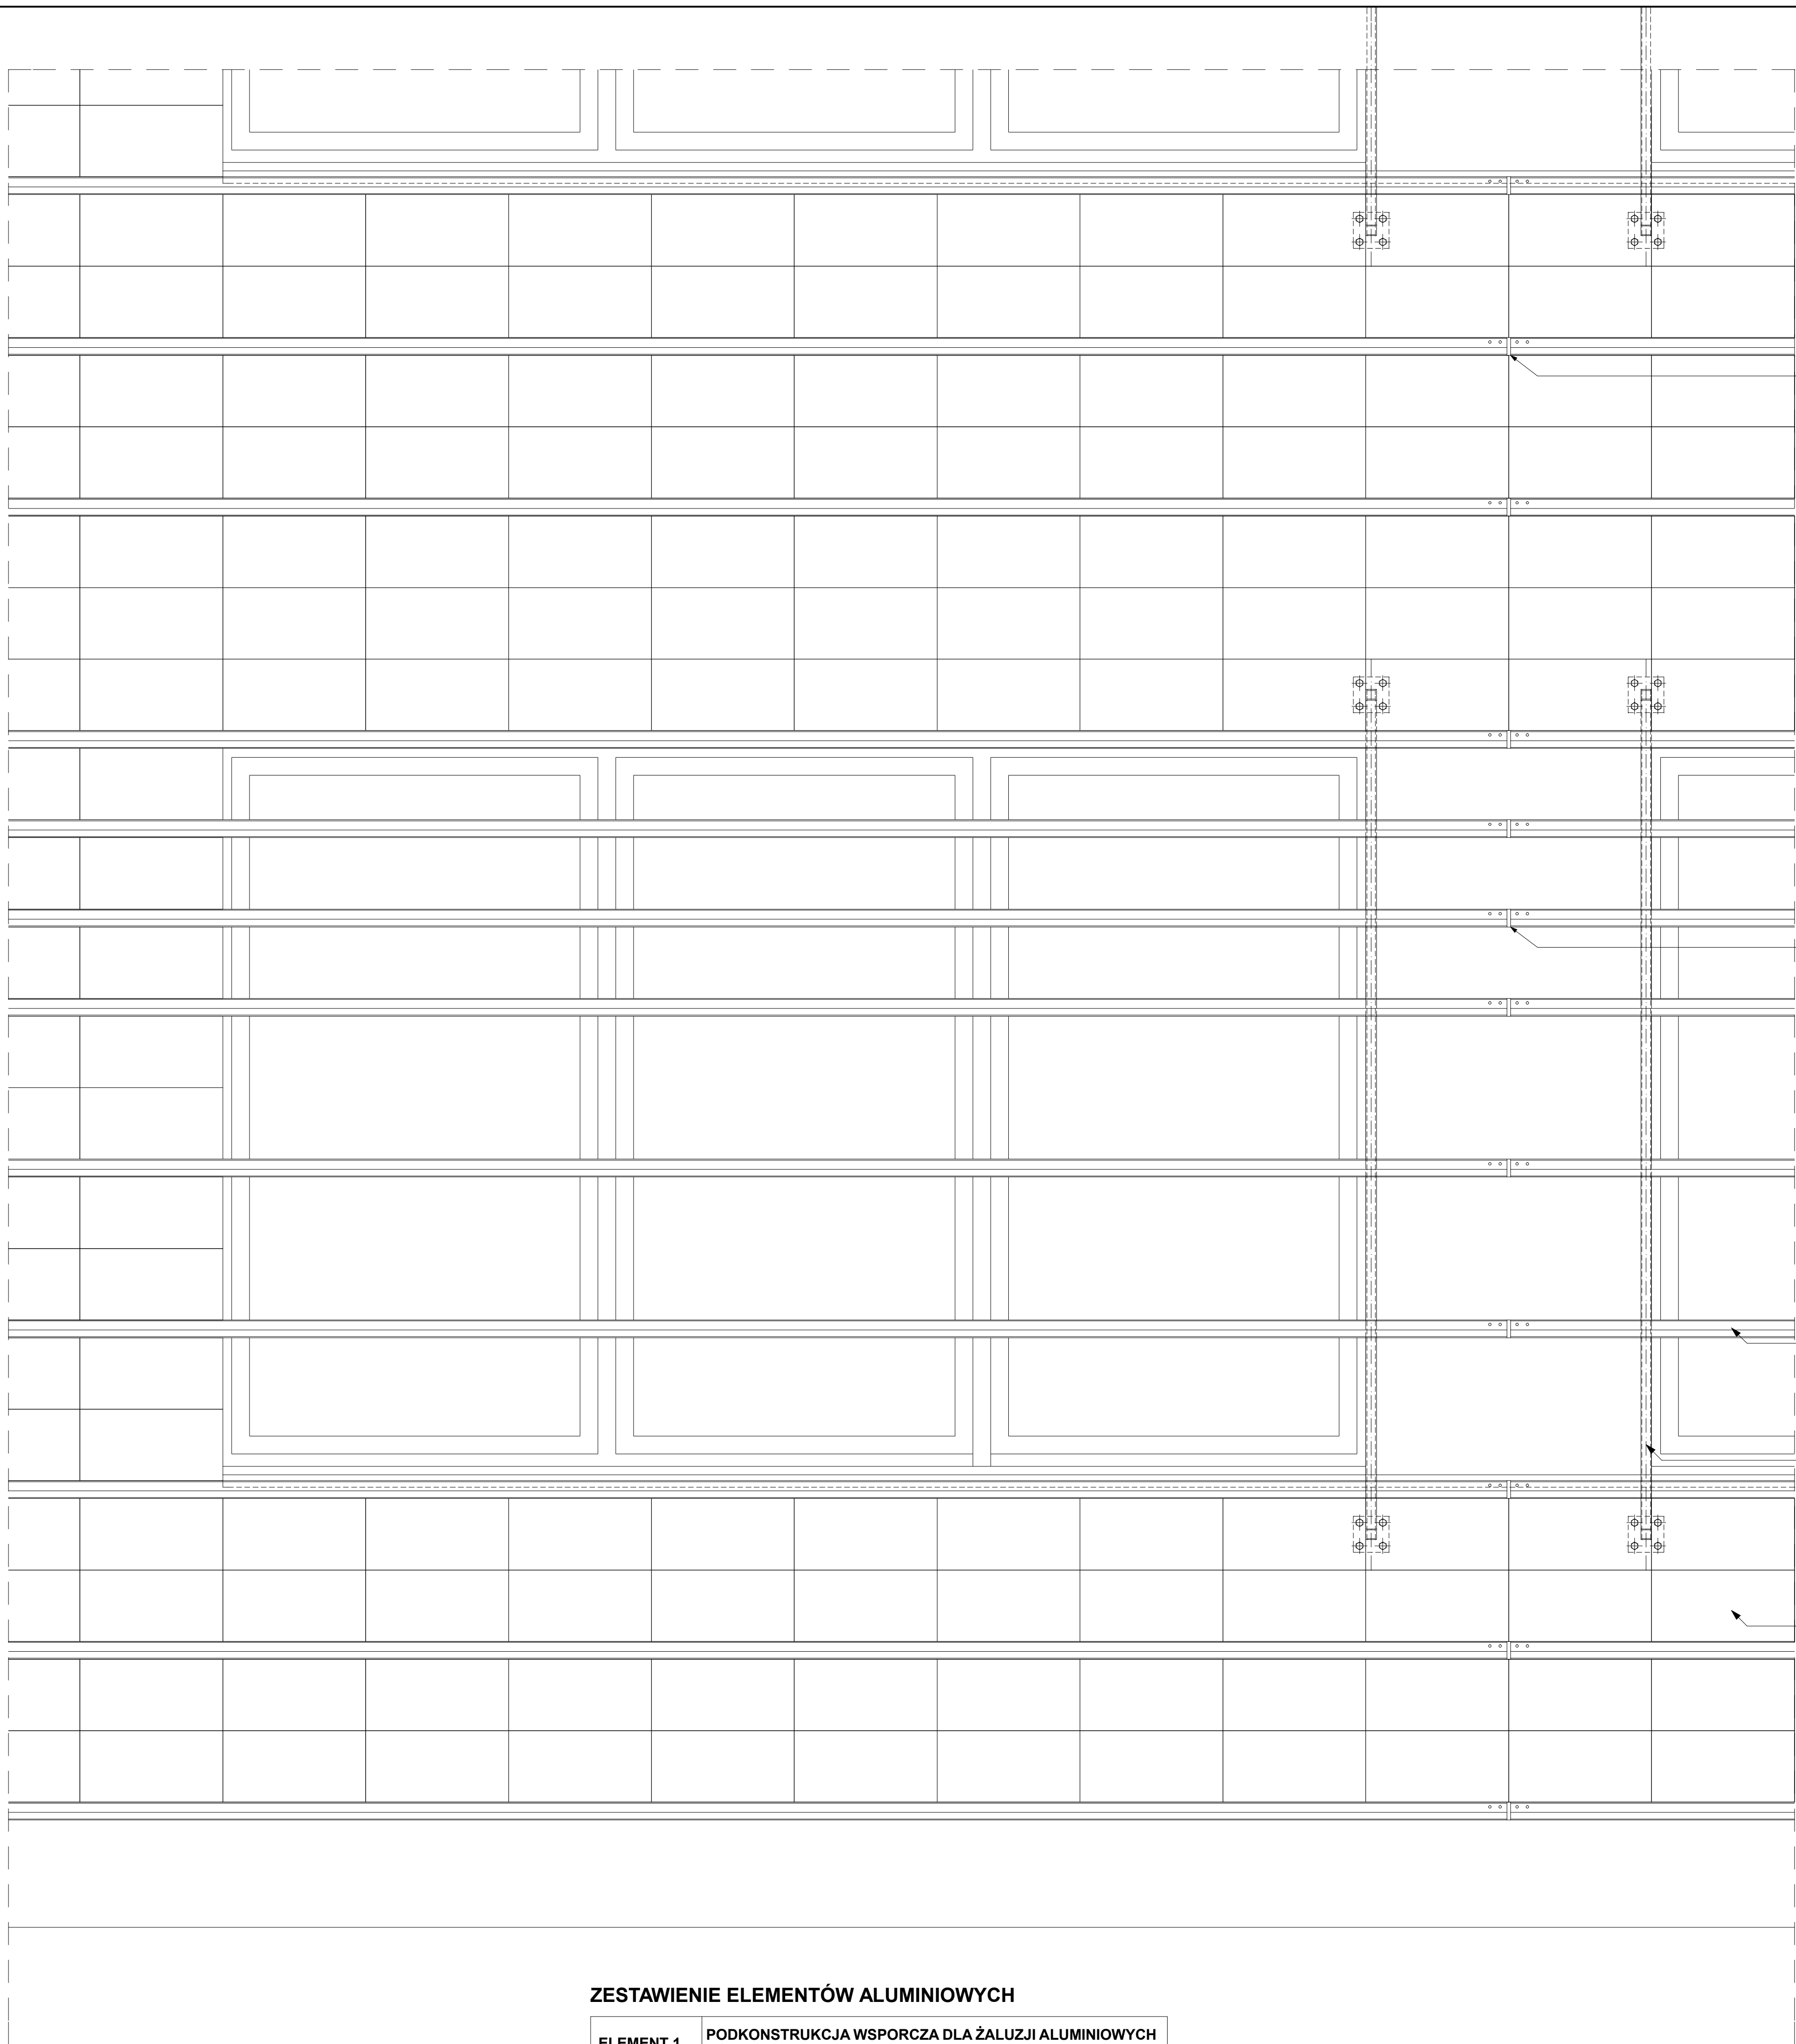 ZESTAWIENIE ELEMENTÓW ALUMINIOWYCH
PODKONSTRUKCJA WSPORCZA DLA ŻALUZJI ALUMINIOWYCH
ELEMENT 1